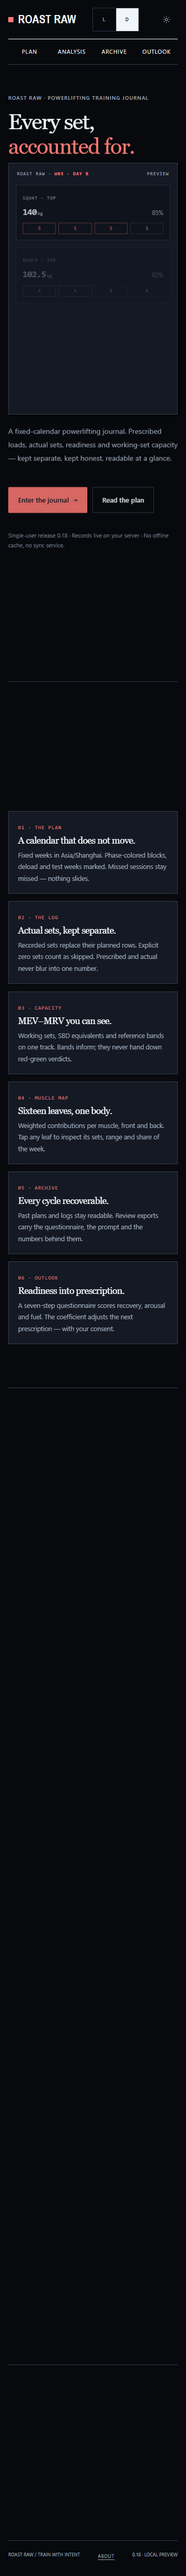 ROAST RAW
L D
PLAN ANALYSIS ARCHIVE OUTLOOK
ROAST RAW · POWERLIFTING TRAINING JOURNAL
Every set,
accounted for.
ROAST RAW · W05 · DAY B PREVIEW
SQUAT · TOP
140kg 85%
5 5 5 5
BENCH · TOP
102.5kg 82%
A fixed-calendar powerlifting journal. Prescribed
loads, actual sets, readiness and working-set capacity
— kept separate, kept honest, readable at a glance.
Enter the journal →
Read the plan
Single-user release 0.18 · Records live on your server · No offline
cache, no sync service.
01 · THE PLAN
A calendar that does not move.
Fixed weeks in Asia/Shanghai. Phase-colored blocks,
deload and test weeks marked. Missed sessions stay
missed — nothing slides.
02 · THE LOG
Actual sets, kept separate.
Recorded sets replace their planned rows. Explicit
zero sets count as skipped. Prescribed and actual
never blur into one number.
03 · CAPACITY
MEV–MRV you can see.
Working sets, SBD equivalents and reference bands
on one track. Bands inform; they never hand down
red-green verdicts.
04 · MUSCLE MAP
Sixteen leaves, one body.
Weighted contributions per muscle, front and back.
Tap any leaf to inspect its sets, range and share of
the week.
05 · ARCHIVE
Every cycle recoverable.
Past plans and logs stay readable. Review exports
carry the questionnaire, the prompt and the
numbers behind them.
06 · OUTLOOK
Readiness into prescription.
A seven-step questionnaire scores recovery, arousal
and fuel. The coefficient adjusts the next
prescription — with your consent.
ROAST RAW / TRAIN WITH INTENT ABOUT 0.18 · LOCAL PREVIEW